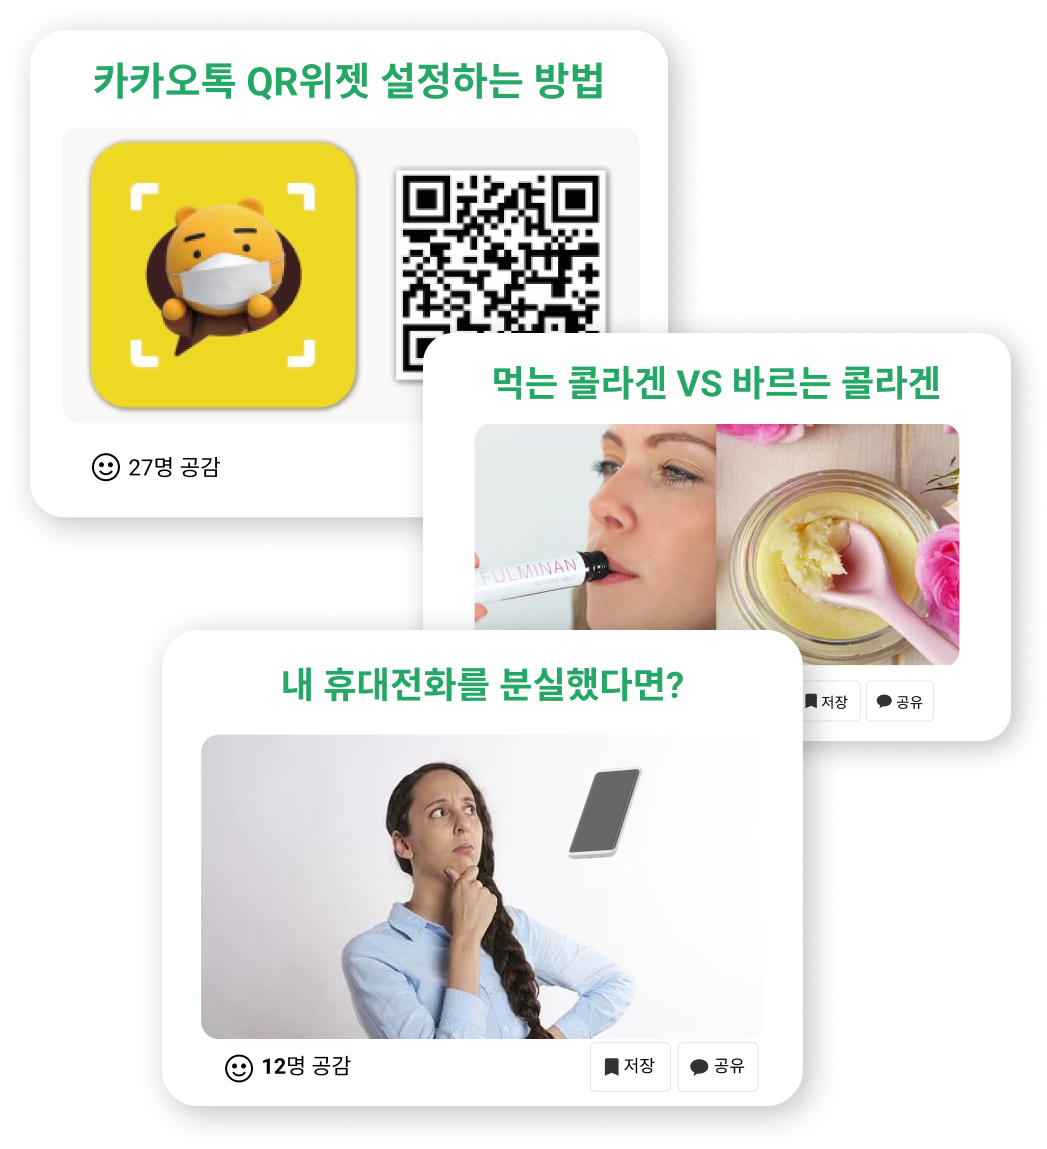 카카오톡 QR위젯 설정하는 방법
27명 공감
먹는 콜라겐 VS 바르는 콜라겐
FULMINAN
저장
공유
내 휴대전화를 분실했다면?
12명 공감
저장
공유